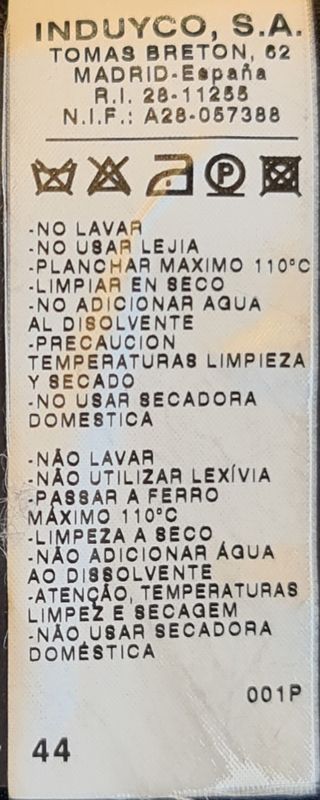 INDUYCO, S.A.
TOMAS BRETON, 62
MADRID-España
R.I. 28-11255
N.I.F.: A28-057388
P
-NO LAVAR
-NO USAR LEJIA
-PLANCHAR MAXIMO 110ºC
-LIMPIAR EN SECO
-NO ADICIONAR AGUA
AL DISOLVENTE
-PRECAUCION
TEMPERATURAS LIMPIEZA
Y SECADO
-NO USAR SECADORA
DOMESTICA
-NÃO LAVAR
-NÃO UTILIZAR LEXÍVIA
-PASSAR A FERRO
MÁXIMO 110ºC
-LIMPEZA A SECO
-NÃO ADICIONAR ÁGUA
AO DISSOLVENTE
-ATENÇÃO, TEMPERATURAS
LIMPEZ E SECAGEM
-NÃO USAR SECADORA
DOMÉSTICA
001P
44